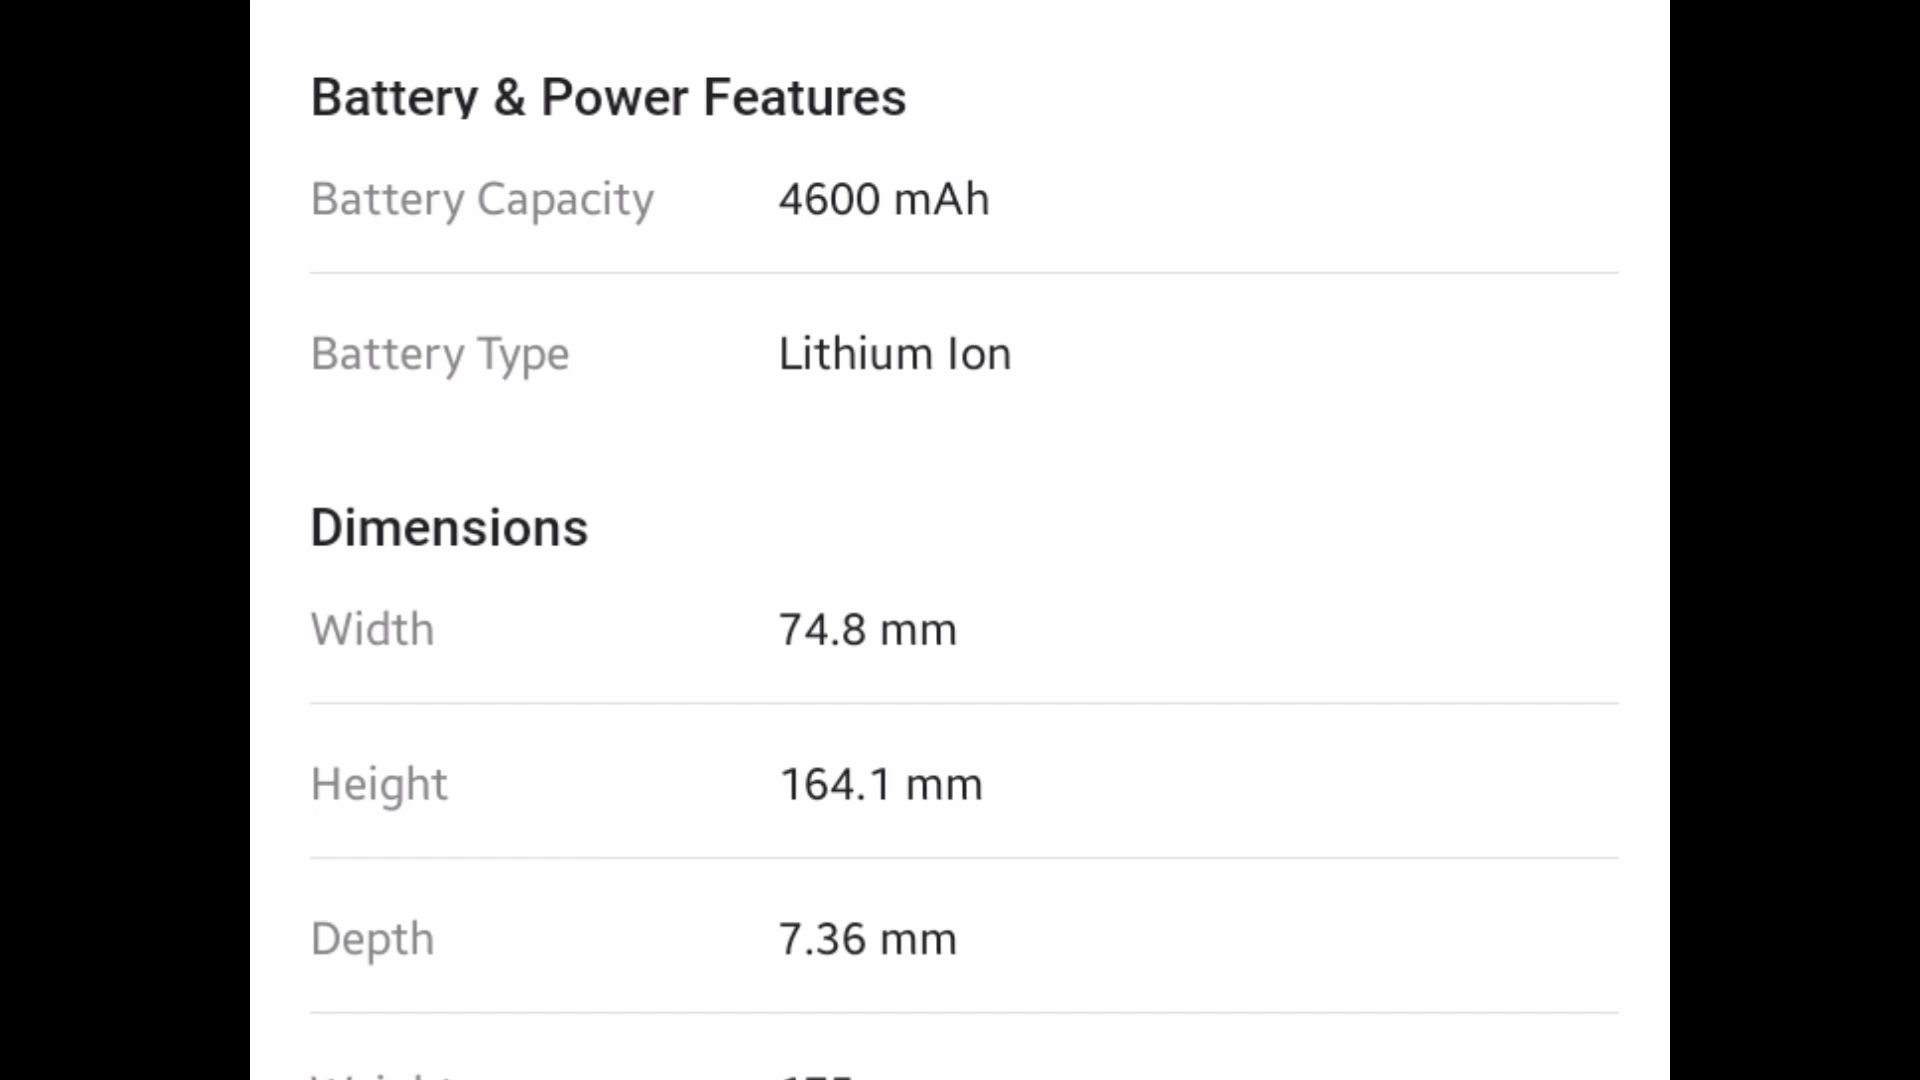 Battery & Power Features
Battery Capacity 4600 mAh
Battery Type Lithium Ion
Dimensions
Width 74.8 mm
Height 164.1 mm
Depth 7.36 mm